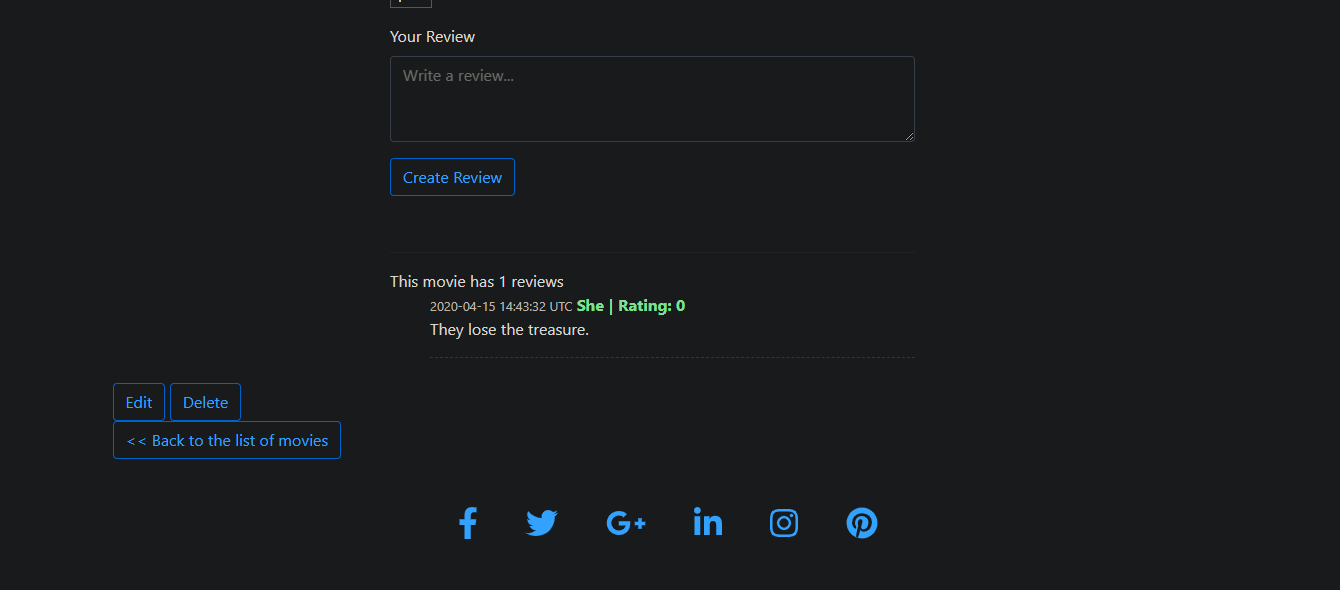 Your Review
Write a review...
Create Review
This movie has 1 reviews
2020-04-15 14:43:32 UTC She | Rating: 0
They lose the treasure.
Edit Delete
<< Back to the list of movies